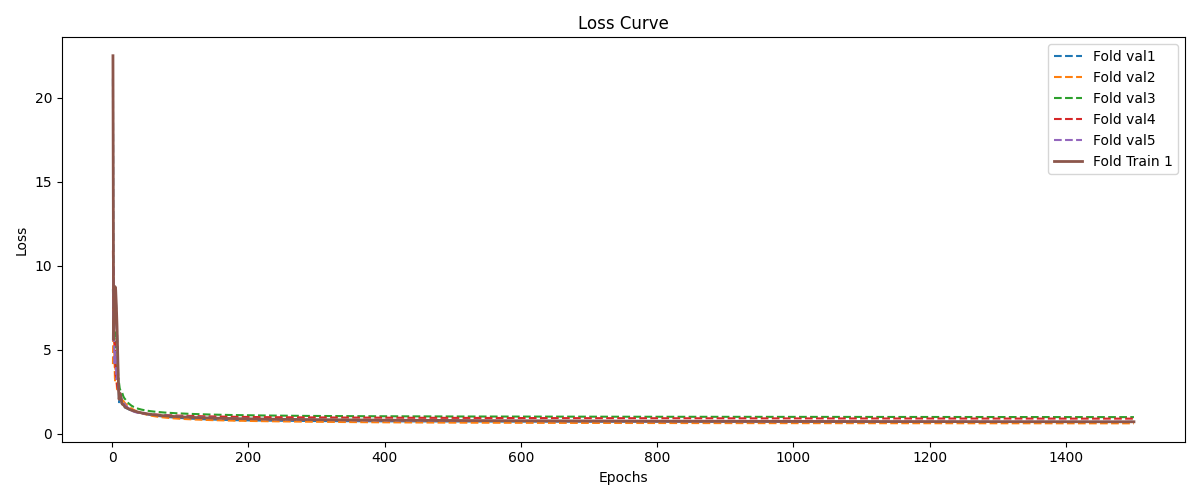 Loss Curve
Loss
20
15
10
5
0
Fold val1
Fold val2
Fold val3
Fold val4
Fold val5
Fold Train 1
0 200 400 600 800 1000 1200 1400
Epochs